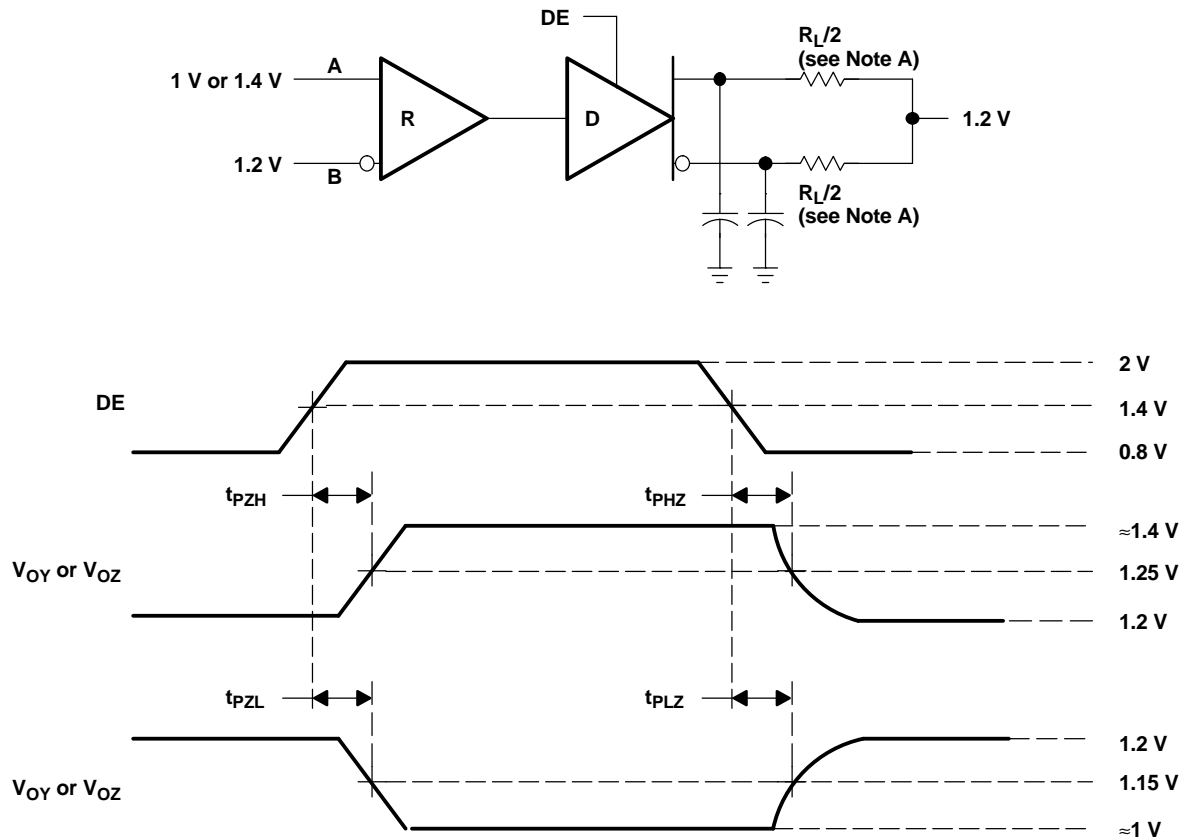 DE
R_L/2
(see Note A)
1 V or 1.4 V
A
R
D
1.2 V
1.2 V
B
R_L/2
(see Note A)
2 V
DE
1.4 V
0.8 V
t_PZH
t_PHZ
≈1.4 V
V_OY or V_OZ
1.25 V
1.2 V
t_PZL
t_PLZ
1.2 V
V_OY or V_OZ
1.15 V
≈1 V